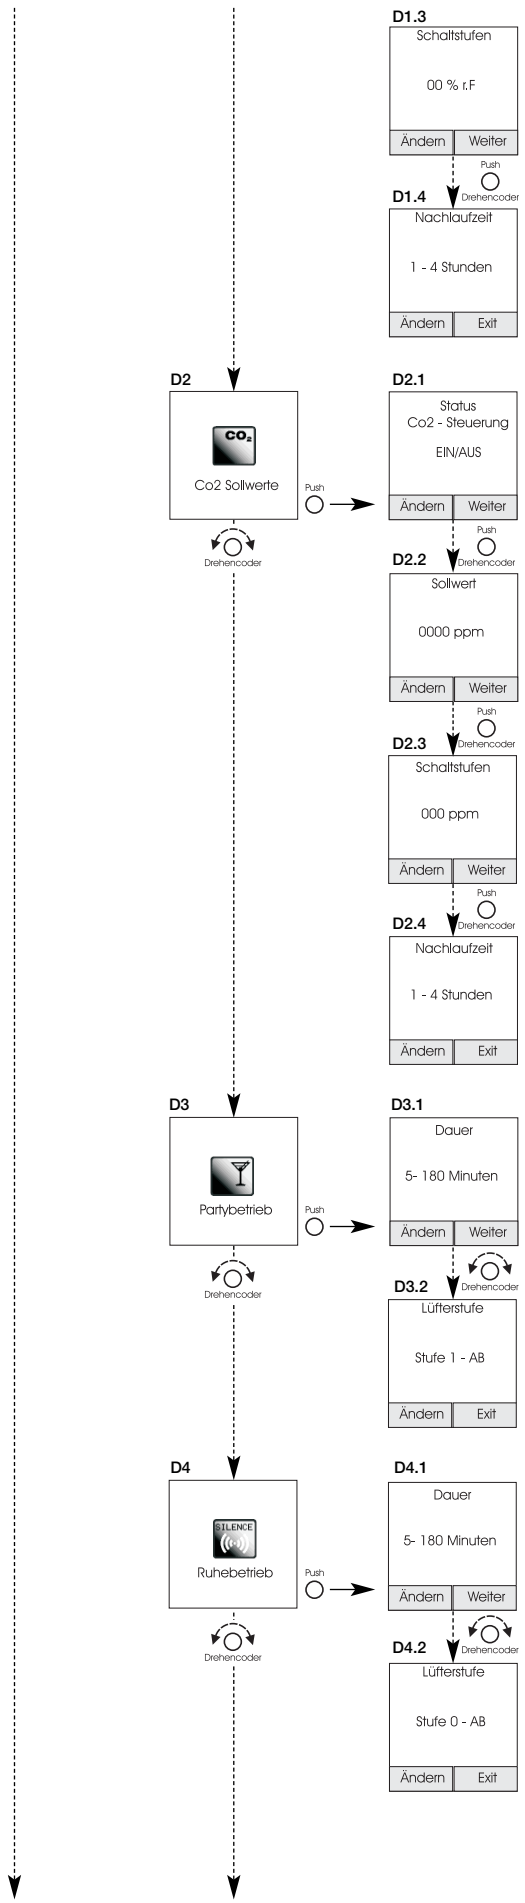 D1.3
Schaltstufen
00 % r.F
Ändern Weiter
Push
Drehencoder
D1.4
Nachlaufzeit
1 - 4 Stunden
Ändern Exit
D2
CO₂
Co2 Sollwerte
Push
Drehencoder
D2.1
Status
Co2 - Steuerung
EIN/AUS
Ändern Weiter
Push
Drehencoder
D2.2
Sollwert
0000 ppm
Ändern Weiter
Push
Drehencoder
D2.3
Schaltstufen
000 ppm
Ändern Weiter
Push
Drehencoder
D2.4
Nachlaufzeit
1 - 4 Stunden
Ändern Exit
D3
Partybetrieb
Push
Drehencoder
D3.1
Dauer
5- 180 Minuten
Ändern Weiter
Drehencoder
D3.2
Lüfterstufe
Stufe 1 - AB
Ändern Exit
D4
SILENCE
Ruhebetrieb
Push
Drehencoder
D4.1
Dauer
5- 180 Minuten
Ändern Weiter
Drehencoder
D4.2
Lüfterstufe
Stufe 0 - AB
Ändern Exit